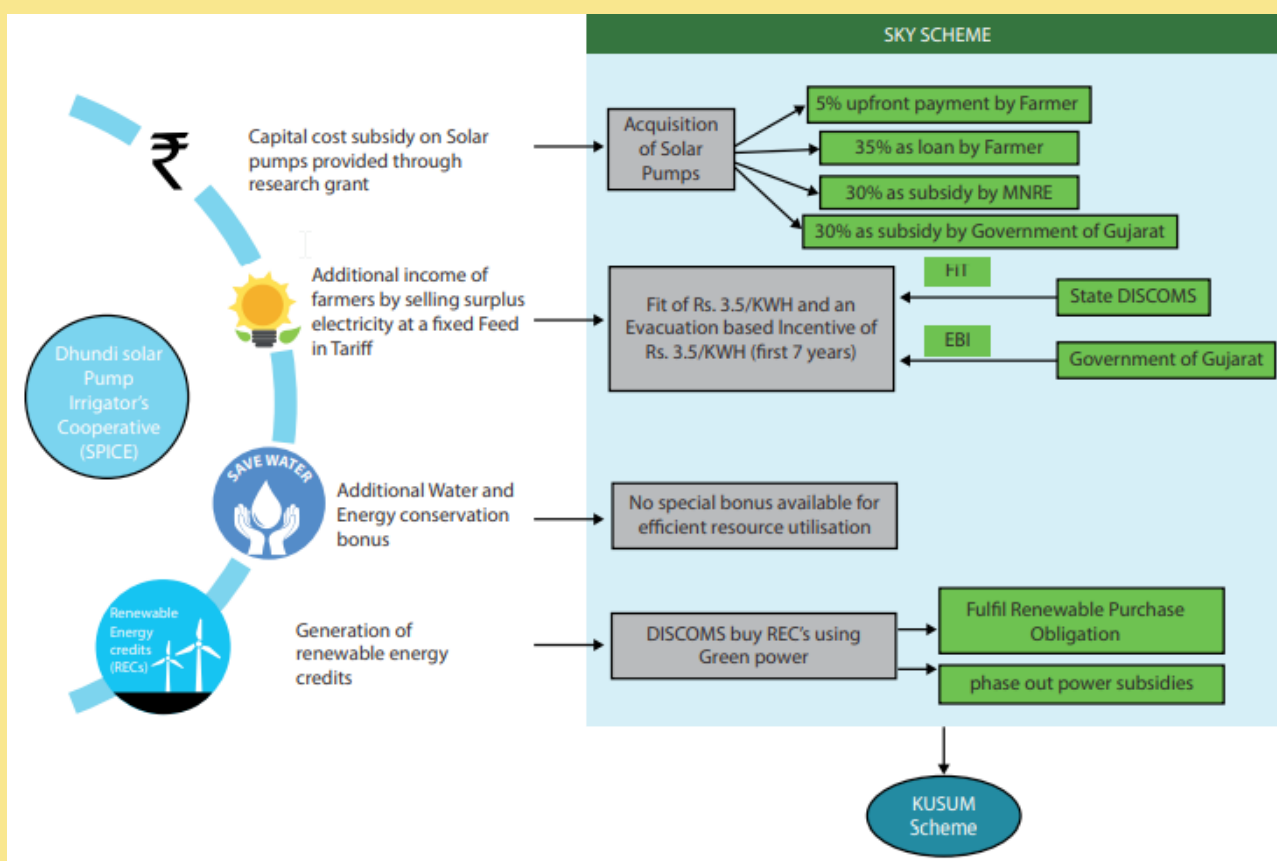 SKY SCHEME
Capital cost subsidy on Solar
pumps provided through
research grant
Acquisition
of Solar
Pumps
5% upfront payment by Farmer
35% as loan by Farmer
30% as subsidy by MNRE
30% as subsidy by Government of Gujarat
₹
Additional income of
farmers by selling surplus
electricity at a fixed Feed
in Tariff
Fit of Rs. 3.5/KWH and an
Evacuation based Incentive of
Rs. 3.5/KWH (first 7 years)
FiT
State DISCOMS
EBI
Government of Gujarat
Dhundi solar
Pump
Irrigator's
Cooperative
(SPICE)
SAVE WATER
Additional Water and
Energy conservation
bonus
No special bonus available for
efficient resource utilisation
Renewable
Energy
credits
(RECs)
Generation of
renewable energy
credits
DISCOMS buy REC's using
Green power
Fulfil Renewable Purchase
Obligation
phase out power subsidies
KUSUM
Scheme